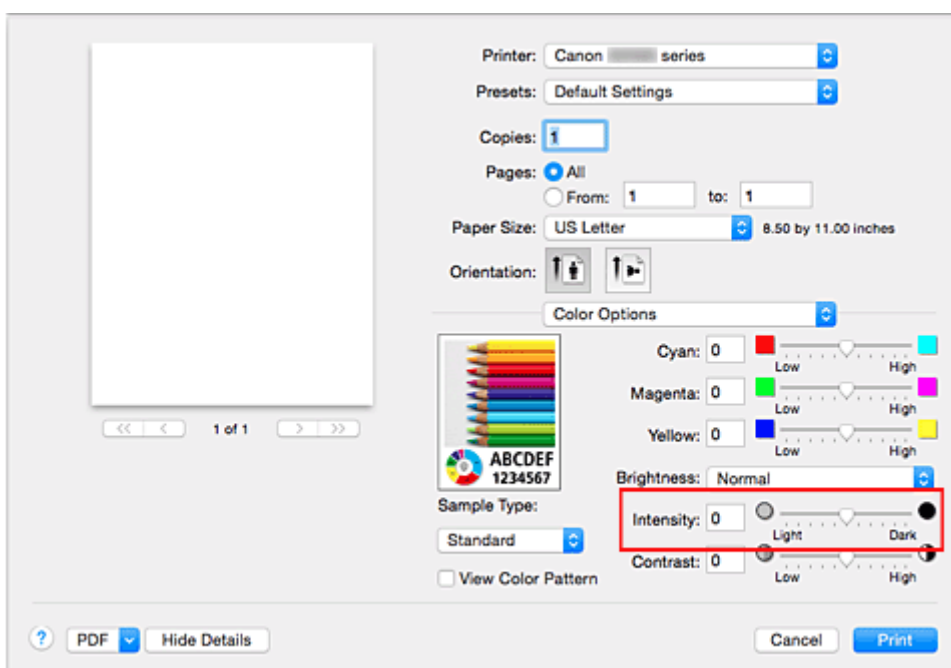 Printer: Canon series
Presets: Default Settings
Copies: 1
Pages: All
From: 1 to: 1
Paper Size: US Letter 8.50 by 11.00 inches
Orientation:
Color Options
<< < 1 of 1 > >>
ABCDEF
1234567
Sample Type:
Standard
View Color Pattern
Cyan: 0
Low High
Magenta: 0
Low High
Yellow: 0
Low High
Brightness: Normal
Intensity: 0
Light Dark
Contrast: 0
Low High
? PDF Hide Details Cancel Print